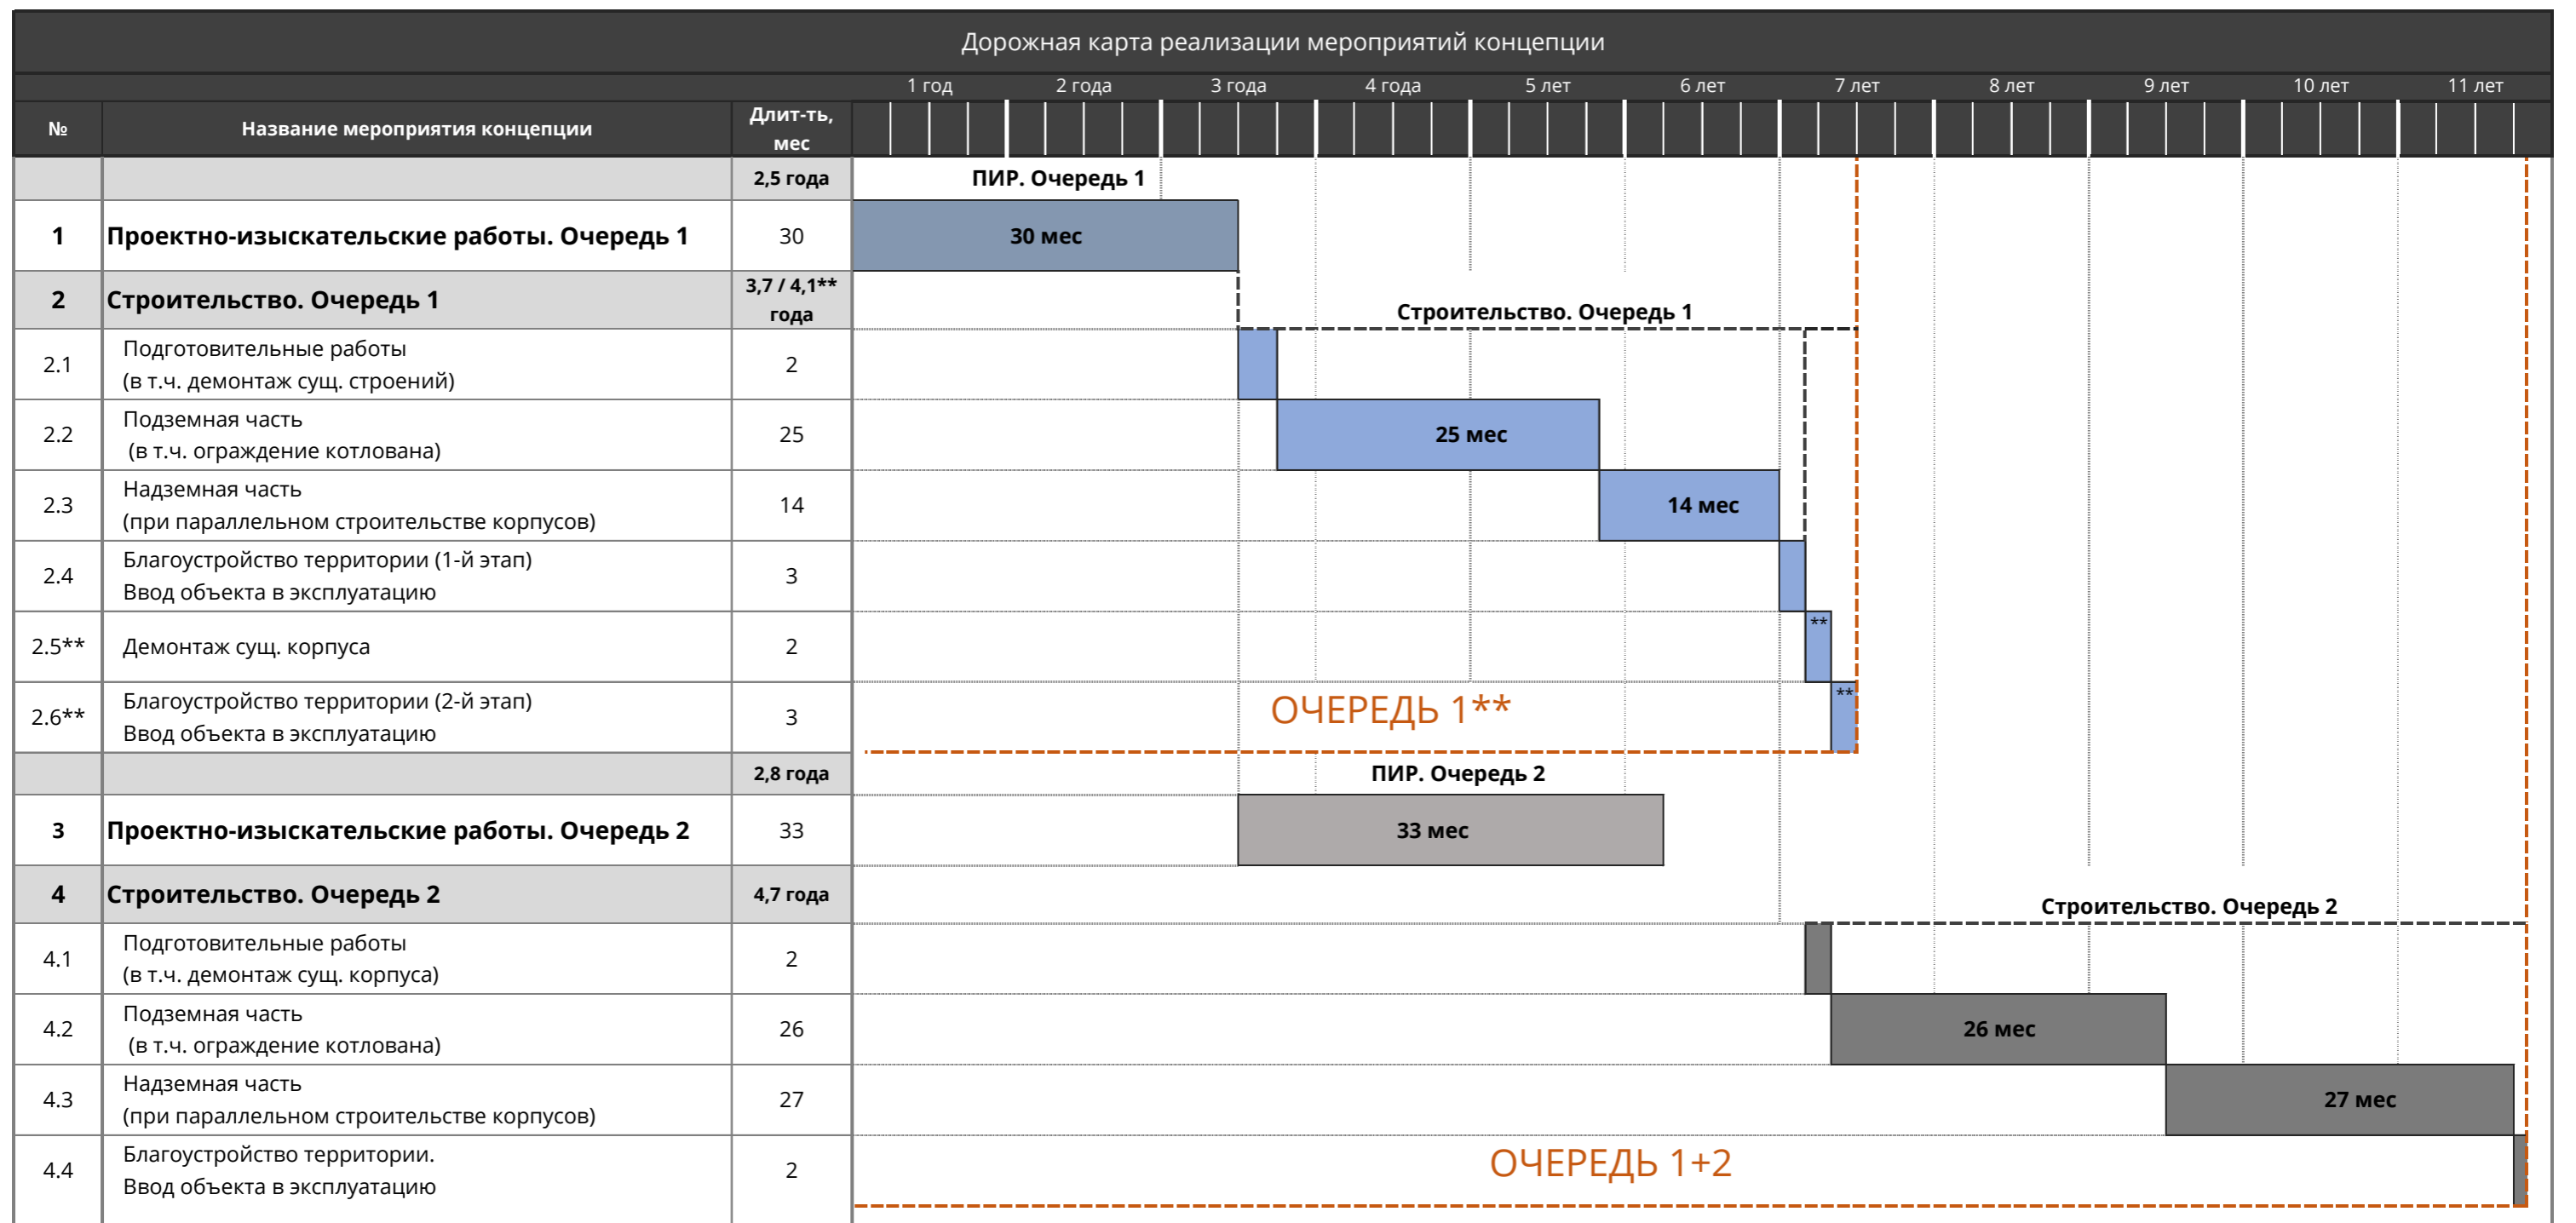 Дорожная карта реализации мероприятий концепции
1 год 2 года 3 года 4 года 5 лет 6 лет 7 лет 8 лет 9 лет 10 лет 11 лет
№ Название мероприятия концепции Длит-ть,
мес
2,5 года ПИР. Очередь 1
1 Проектно-изыскательские работы. Очередь 1 30 30 мес
2 Строительство. Очередь 1 3,7 / 4,1**
года
Строительство. Очередь 1
2.1 Подготовительные работы
(в т.ч. демонтаж сущ. строений) 2
2.2 Подземная часть
(в т.ч. ограждение котлована) 25 25 мес
2.3 Надземная часть
(при параллельном строительстве корпусов) 14 14 мес
2.4 Благоустройство территории (1-й этап)
Ввод объекта в эксплуатацию 3
2.5** Демонтаж сущ. корпуса 2 **
2.6** Благоустройство территории (2-й этап)
Ввод объекта в эксплуатацию 3 **
ОЧЕРЕДЬ 1**
2,8 года ПИР. Очередь 2
3 Проектно-изыскательские работы. Очередь 2 33 33 мес
4 Строительство. Очередь 2 4,7 года Строительство. Очередь 2
4.1 Подготовительные работы
(в т.ч. демонтаж сущ. корпуса) 2
4.2 Подземная часть
(в т.ч. ограждение котлована) 26 26 мес
4.3 Надземная часть
(при параллельном строительстве корпусов) 27 27 мес
4.4 Благоустройство территории.
Ввод объекта в эксплуатацию 2
ОЧЕРЕДЬ 1+2